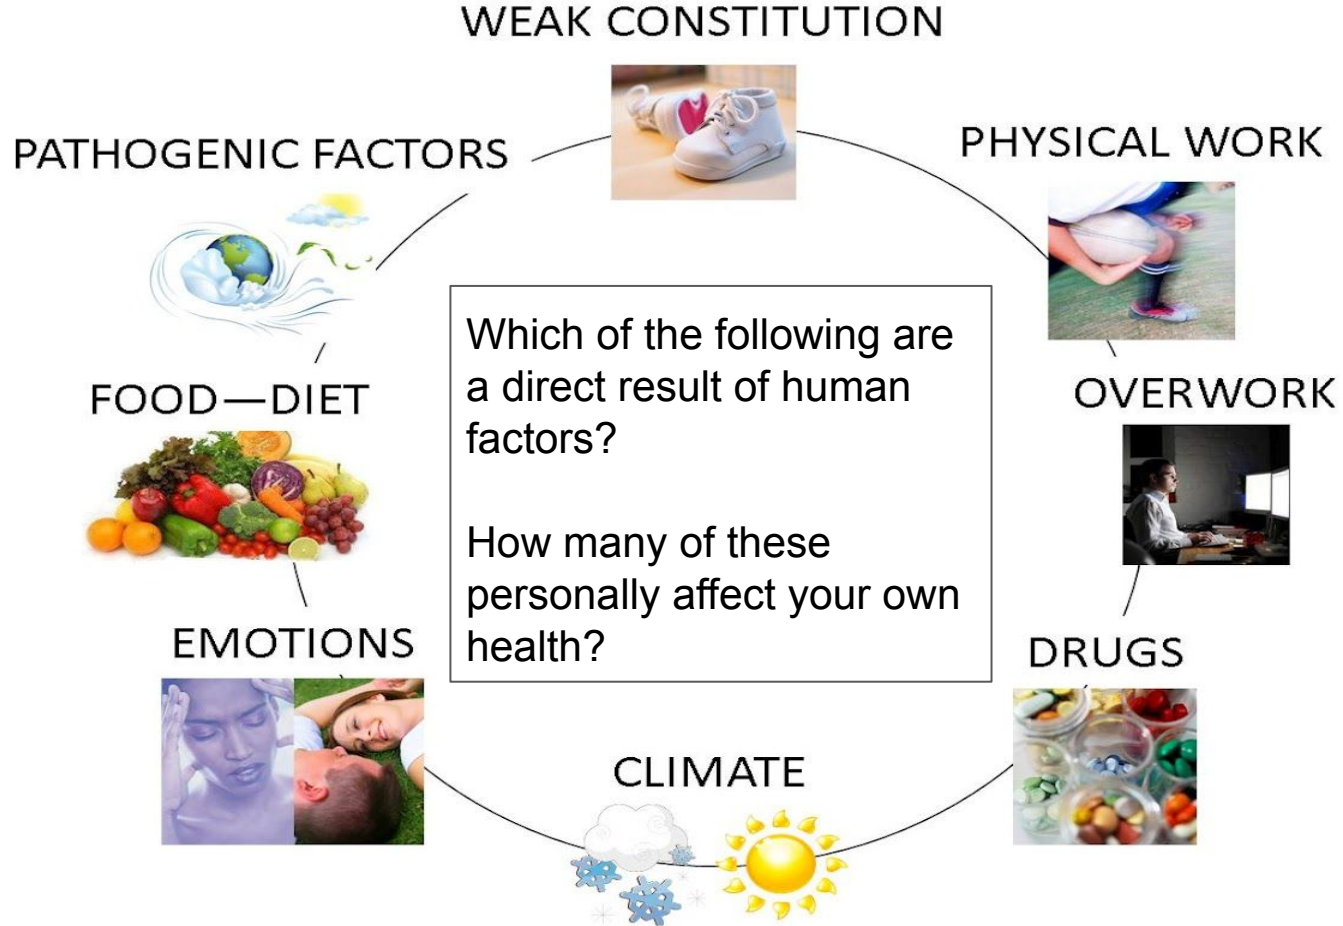 WEAK CONSTITUTION
PATHOGENIC FACTORS
PHYSICAL WORK
FOOD—DIET
OVERWORK
Which of the following are
a direct result of human
factors?
How many of these
personally affect your own
health?
EMOTIONS
DRUGS
CLIMATE